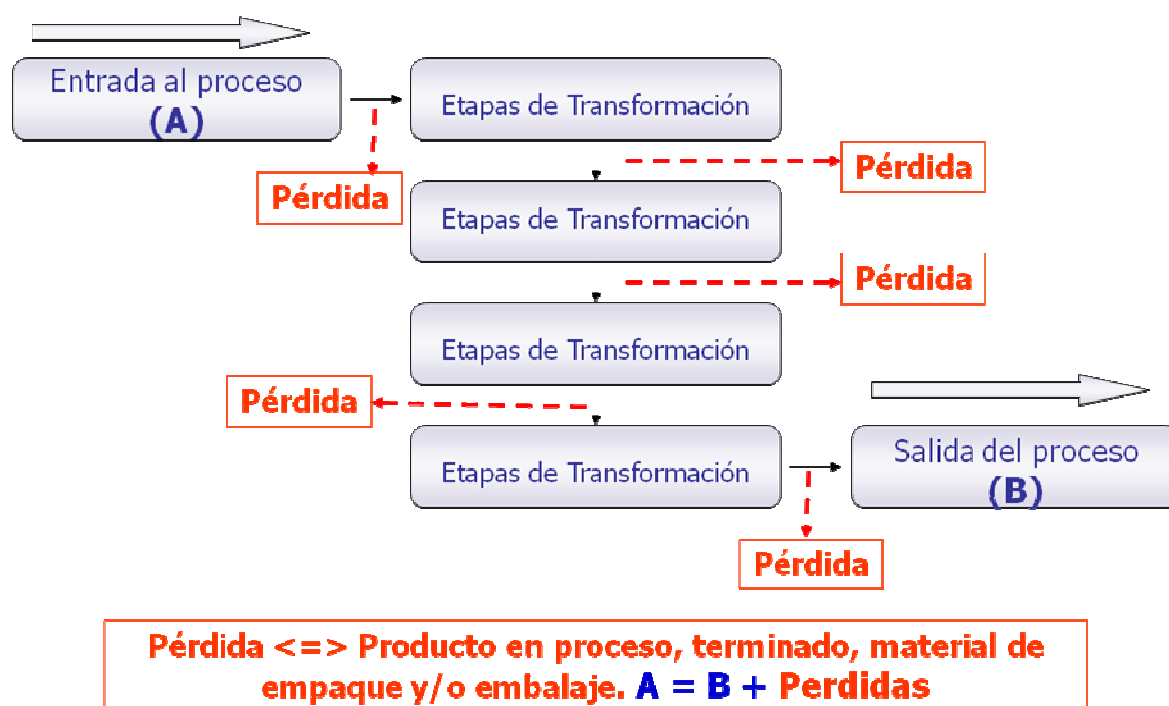 Entrada al proceso
(A)
Etapas de Transformación
Pérdida
Pérdida
Etapas de Transformación
Pérdida
Etapas de Transformación
Pérdida
Etapas de Transformación
Salida del proceso
(B)
Pérdida
Pérdida <=> Producto en proceso, terminado, material de
empaque y/o embalaje. A = B + Perdidas